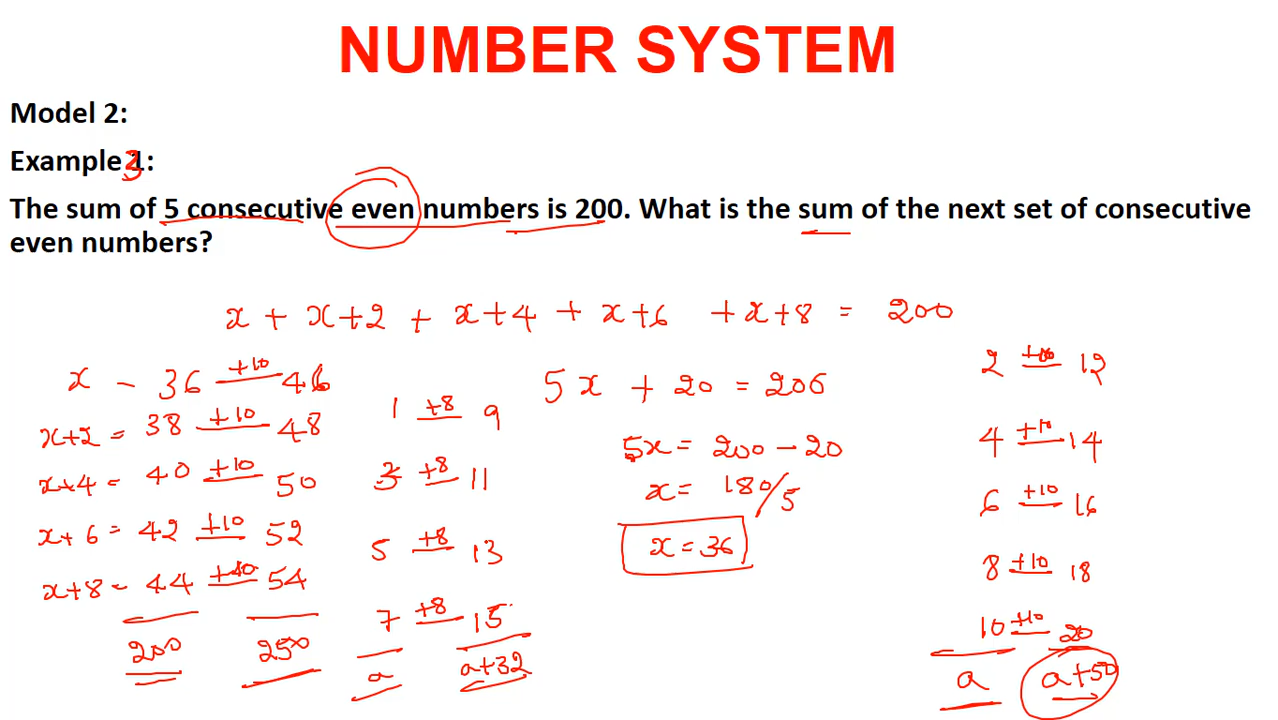 NUMBER SYSTEM
Model 2:
Example 3:
The sum of 5 consecutive even numbers is 200. What is the sum of the next set of consecutive
even numbers?
x + x+2 + x+4 + x+6 + x+8 = 200
x - 36 +10 46
x+2 = 38 +10 48
x+4 = 40 +10 50
x+6 = 42 +10 52
x+8 = 44 +10 54
200 250
1 +8 9
3 +8 11
5 +8 13
7 +8 15
a a+32
5x + 20 = 200
5x = 200 - 20
x = 180/5
x = 36
2 +10 12
4 +10 14
6 +10 16
8 +10 18
10 +10 20
a a+50